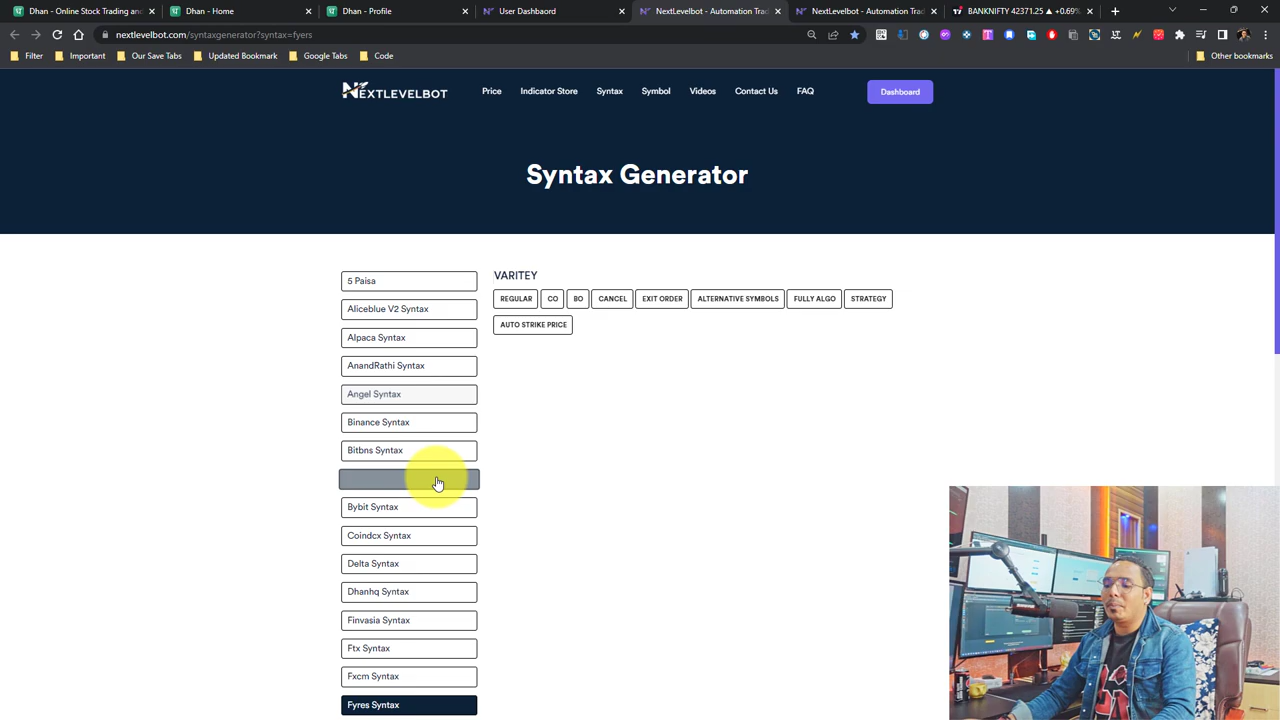 Dhan - Online Stock Trading an
Dhan - Home
Dhan - Profile
User Dashboard
NextLevelbot - Automation Tra
NextLevelbot - Automation Trad
BANKNIFTY 42371.25 ▲ +0.69%
nextlevelbot.com/syntaxgenerator?syntax=fyers
Filter
Important
Our Save Tabs
Updated Bookmark
Google Tabs
Code
Other bookmarks
NEXTLEVELBOT
Price
Indicator Store
Syntax
Symbol
Videos
Contact Us
FAQ
Dashboard
Syntax Generator
5 Paisa
Aliceblue V2 Syntax
Alpaca Syntax
AnandRathi Syntax
Angel Syntax
Binance Syntax
Bitbns Syntax
Bybit Syntax
Coindcx Syntax
Delta Syntax
Dhanhq Syntax
Finvasia Syntax
Ftx Syntax
Fxcm Syntax
Fyres Syntax
VARITEY
REGULAR
CO
BO
CANCEL
EXIT ORDER
ALTERNATIVE SYMBOLS
FULLY ALGO
STRATEGY
AUTO STRIKE PRICE